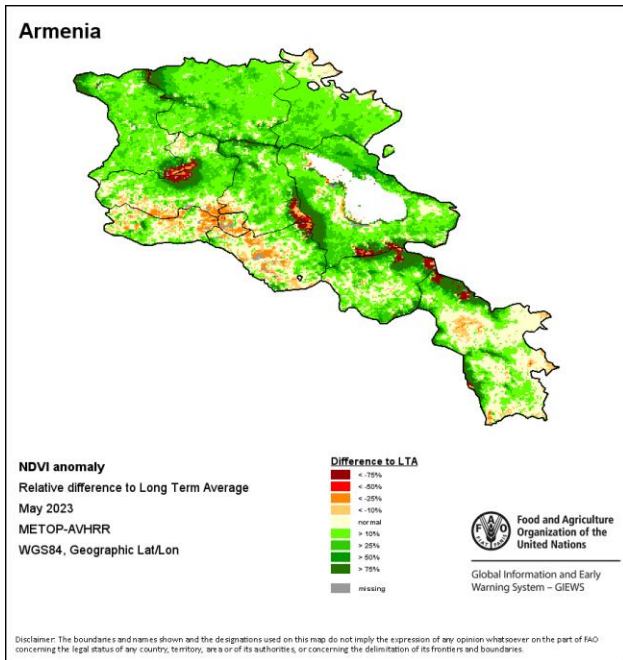 Armenia
NDVI anomaly
Relative difference to Long Term Average
May 2023
METOP-AVHRR
WGS84, Geographic Lat/Lon
Difference to LTA
< -75%
< -50%
< -25%
< -10%
normal
> 10%
> 25%
> 50%
> 75%
missing
F A O
FIAT PANIS
Food and Agriculture
Organization of the
United Nations
Global Information and Early
Warning System – GIEWS
Disclaimer: The boundaries and names shown and the designations used on this map do not imply the expression of any opinion whatsoever on the part of FAO
concerning the legal status of any country, territory, area or of its authorities, or concerning the delimitation of its frontiers and boundaries.